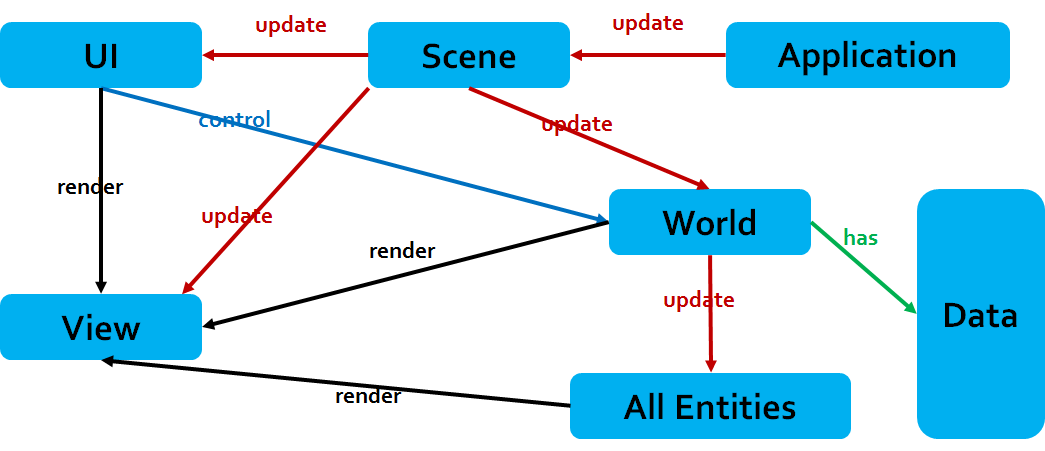 update
update
UI
Scene
Application
control
update
render
update
World
has
render
update
Data
View
render
All Entities